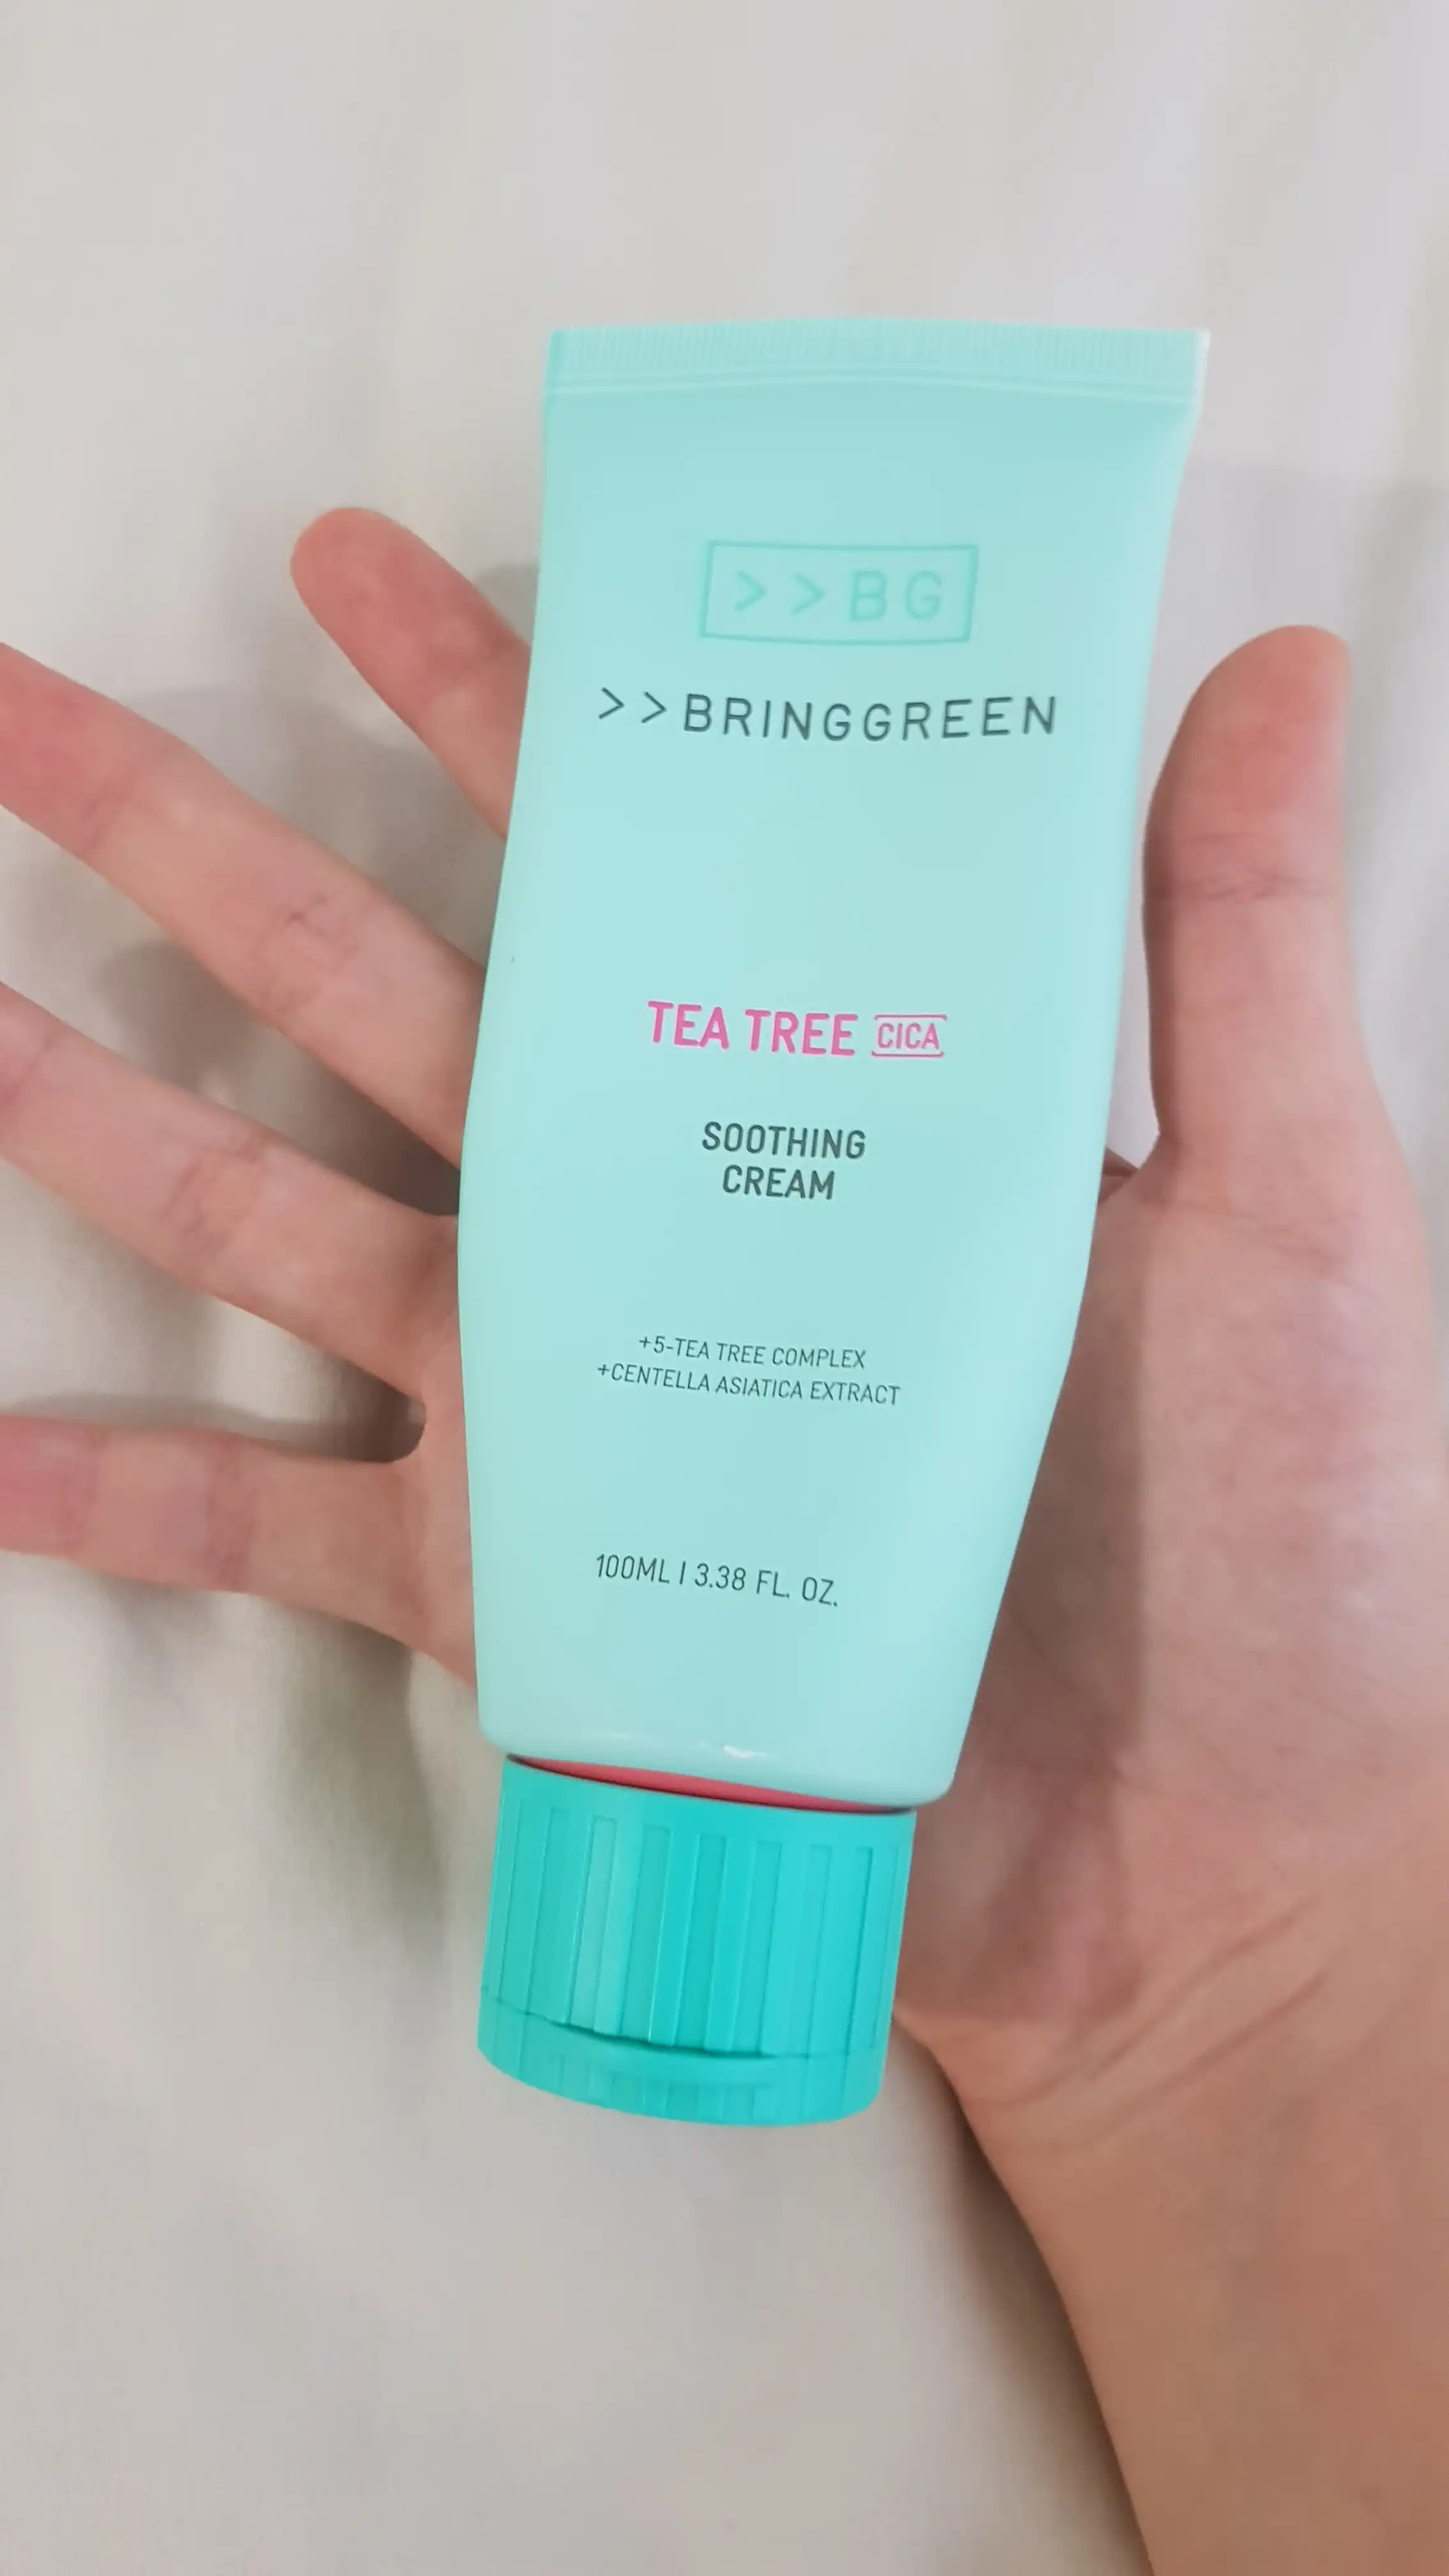 >>BG
>>BRINGGREEN
TEA TREE CICA
SOOTHING
CREAM
+5-TEA TREE COMPLEX
+CENTELLA ASIATICA EXTRACT
100ML | 3.38 FL. OZ.